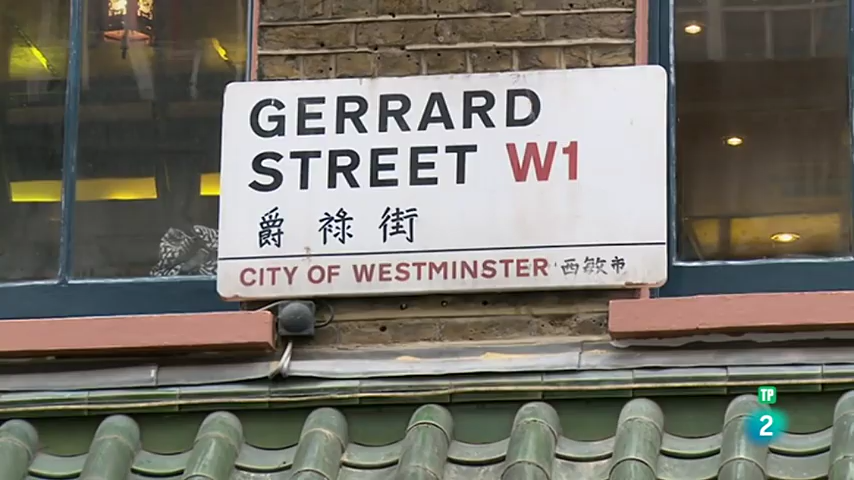 GERRARD
STREET W1
爵祿街
CITY OF WESTMINSTER 西敏市
TP
2